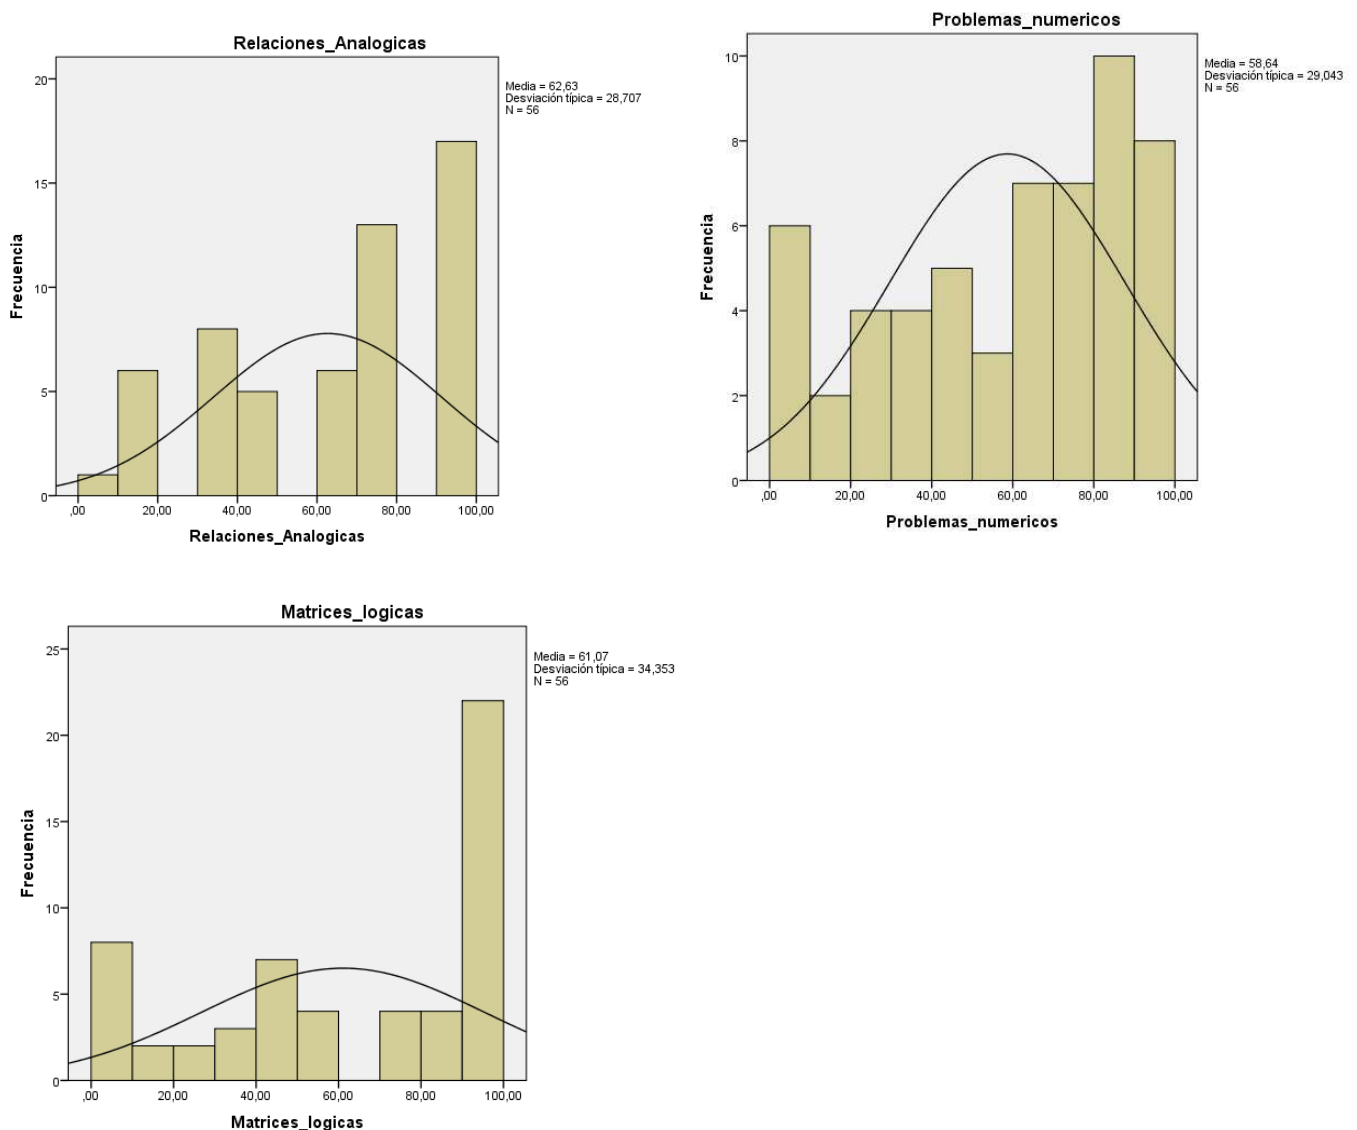 Relaciones_Analogicas
Media = 62,63
Desviación típica = 28,707
N = 56
20
15
10
5
0
Frecuencia
,00 20,00 40,00 60,00 80,00 100,00
Relaciones_Analogicas
Problemas_numericos
Media = 58,64
Desviación típica = 29,043
N = 56
10
8
6
4
2
0
Frecuencia
,00 20,00 40,00 60,00 80,00 100,00
Problemas_numericos
Matrices_logicas
Media = 61,07
Desviación típica = 34,353
N = 56
25
20
15
10
5
0
Frecuencia
,00 20,00 40,00 60,00 80,00 100,00
Matrices_logicas